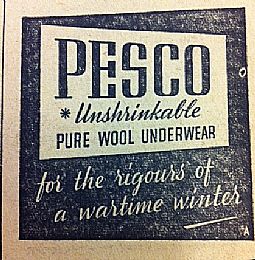 PESCO
*Unshrinkable
PURE WOOL UNDERWEAR
for the rigours of
a wartime winter
A